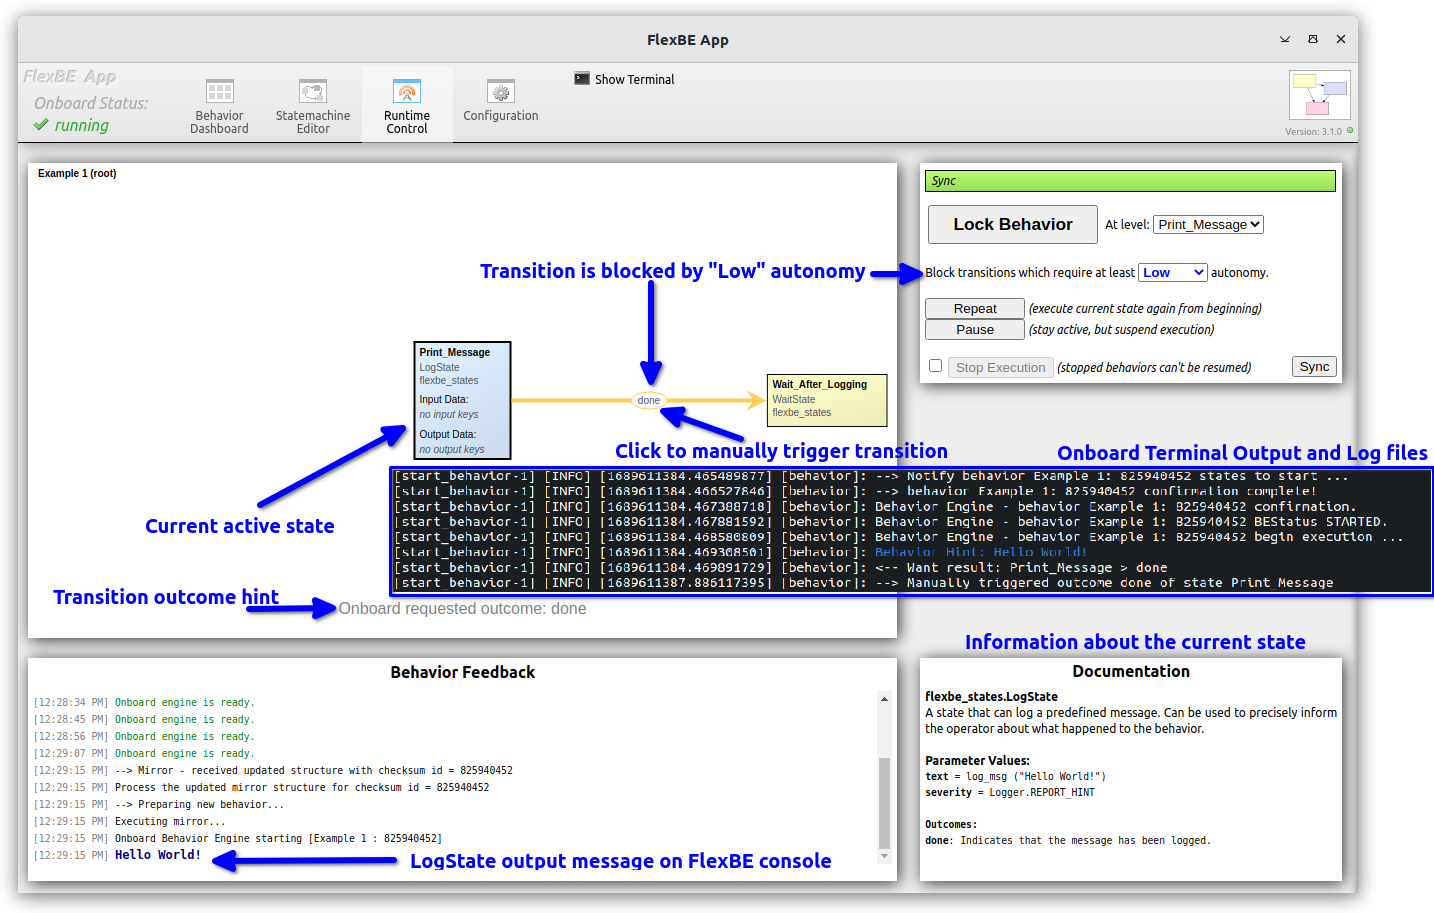 FlexBE App
FlexBE App
Onboard Status:
running
Behavior
Dashboard
Statemachine
Editor
Runtime
Control
Configuration
Show Terminal
Version: 3.1.0
Example 1 (root)
Transition is blocked by "Low" autonomy
Print_Message
LogState
flexbe_states
Input Data:
no input keys
Output Data:
no output keys
done
Wait_After_Logging
WaitState
flexbe_states
Click to manually trigger transition
Current active state
Transition outcome hint
Onboard requested outcome: done
Sync
Lock Behavior At level: Print_Message
Block transitions which require at least Low autonomy.
Repeat (execute current state again from beginning)
Pause (stay active, but suspend execution)
Stop Execution (stopped behaviors can't be resumed) Sync
Onboard Terminal Output and Log files
[start_behavior-1] [INFO] [1689611384.465489877] [behavior]: --> Notify behavior Example 1: 825940452 states to start ...
[start_behavior-1] [INFO] [1689611384.466527846] [behavior]: --> behavior Example 1: 825940452 confirmation complete!
[start_behavior-1] [INFO] [1689611384.467388718] [behavior]: Behavior Engine - behavior Example 1: 825940452 confirmation.
[start_behavior-1] [INFO] [1689611384.467881592] [behavior]: Behavior Engine - behavior Example 1: 825940452 BEStatus STARTED.
[start_behavior-1] [INFO] [1689611384.468580809] [behavior]: Behavior Engine - behavior Example 1: 825940452 begin execution ...
[start_behavior-1] [INFO] [1689611384.469308501] [behavior]: Behavior Hint: Hello World!
[start_behavior-1] [INFO] [1689611384.469891729] [behavior]: <-- Want result: Print_Message > done
[start_behavior-1] [INFO] [1689611387.886117395] [behavior]: --> Manually triggered outcome done of state Print_Message
Behavior Feedback
[12:28:34 PM] Onboard engine is ready.
[12:28:45 PM] Onboard engine is ready.
[12:28:56 PM] Onboard engine is ready.
[12:29:07 PM] Onboard engine is ready.
[12:29:15 PM] --> Mirror - received updated structure with checksum id = 825940452
[12:29:15 PM] Process the updated mirror structure for checksum id = 825940452
[12:29:15 PM] --> Preparing new behavior...
[12:29:15 PM] Executing mirror...
[12:29:15 PM] Onboard Behavior Engine starting [Example 1 : 825940452]
[12:29:15 PM] Hello World!
LogState output message on FlexBE console
Information about the current state
Documentation
flexbe_states.LogState
A state that can log a predefined message. Can be used to precisely inform
the operator about what happened to the behavior.
Parameter Values:
text = log_msg ("Hello World!")
severity = Logger.REPORT_HINT
Outcomes:
done: Indicates that the message has been logged.